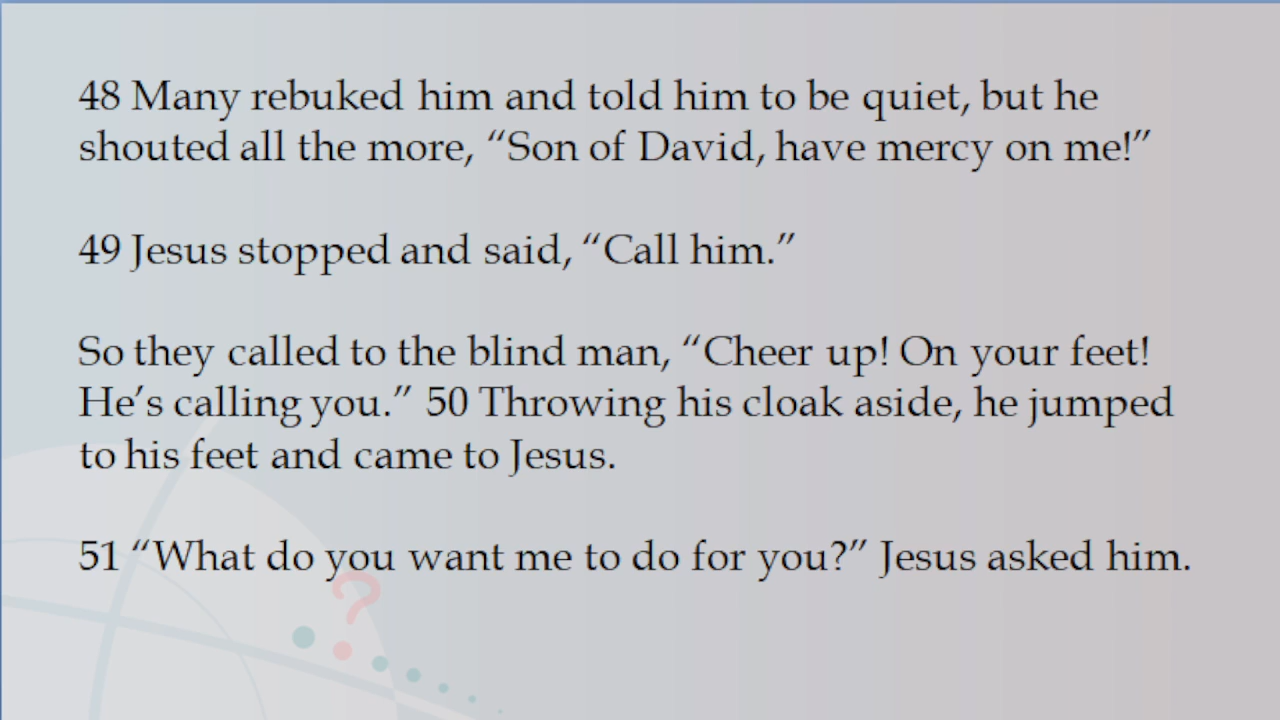 48 Many rebuked him and told him to be quiet, but he
shouted all the more, “Son of David, have mercy on me!”
49 Jesus stopped and said, “Call him.”
So they called to the blind man, “Cheer up! On your feet!
He’s calling you.” 50 Throwing his cloak aside, he jumped
to his feet and came to Jesus.
51 “What do you want me to do for you?” Jesus asked him.
?